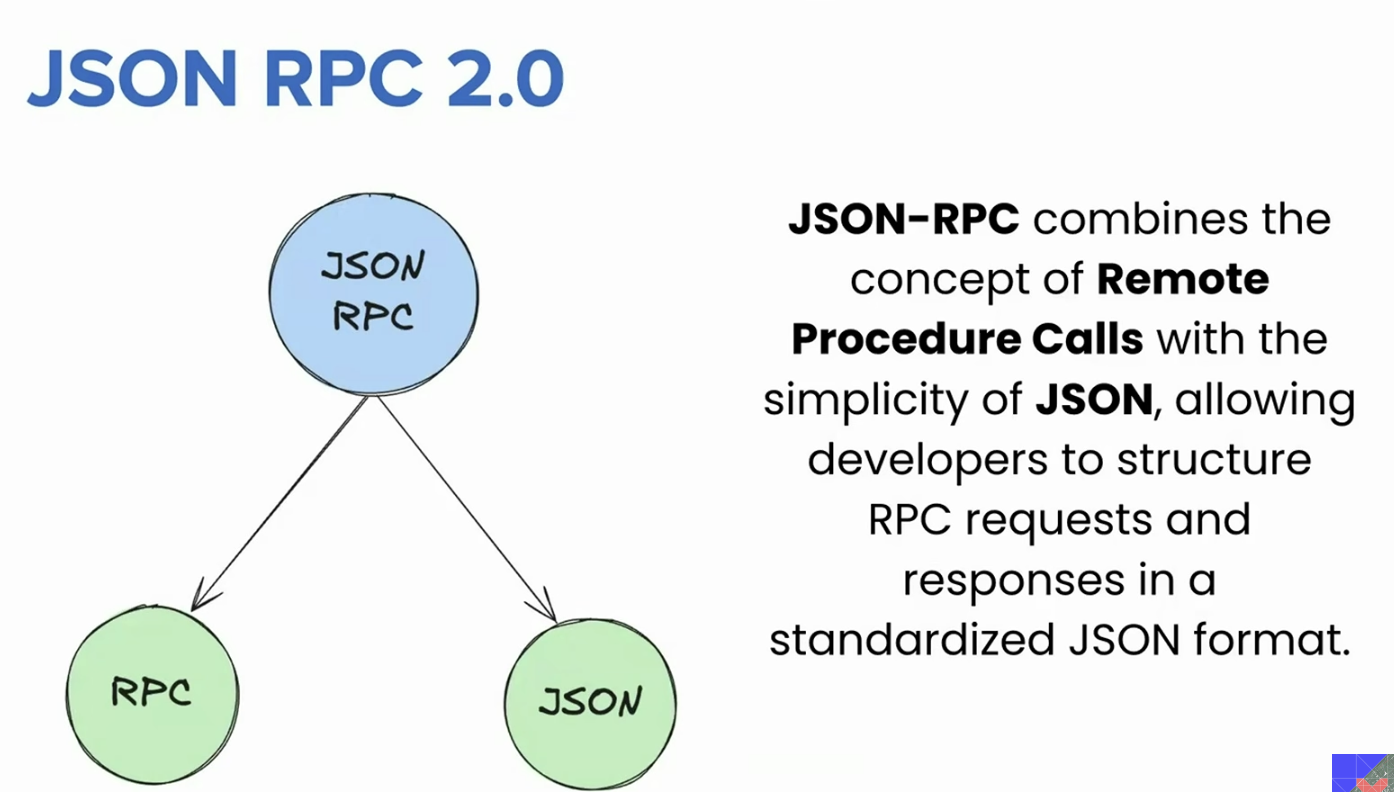 JSON RPC 2.0
JSON
RPC
RPC
JSON
JSON-RPC combines the
concept of Remote
Procedure Calls with the
simplicity of JSON, allowing
developers to structure
RPC requests and
responses in a
standardized JSON format.